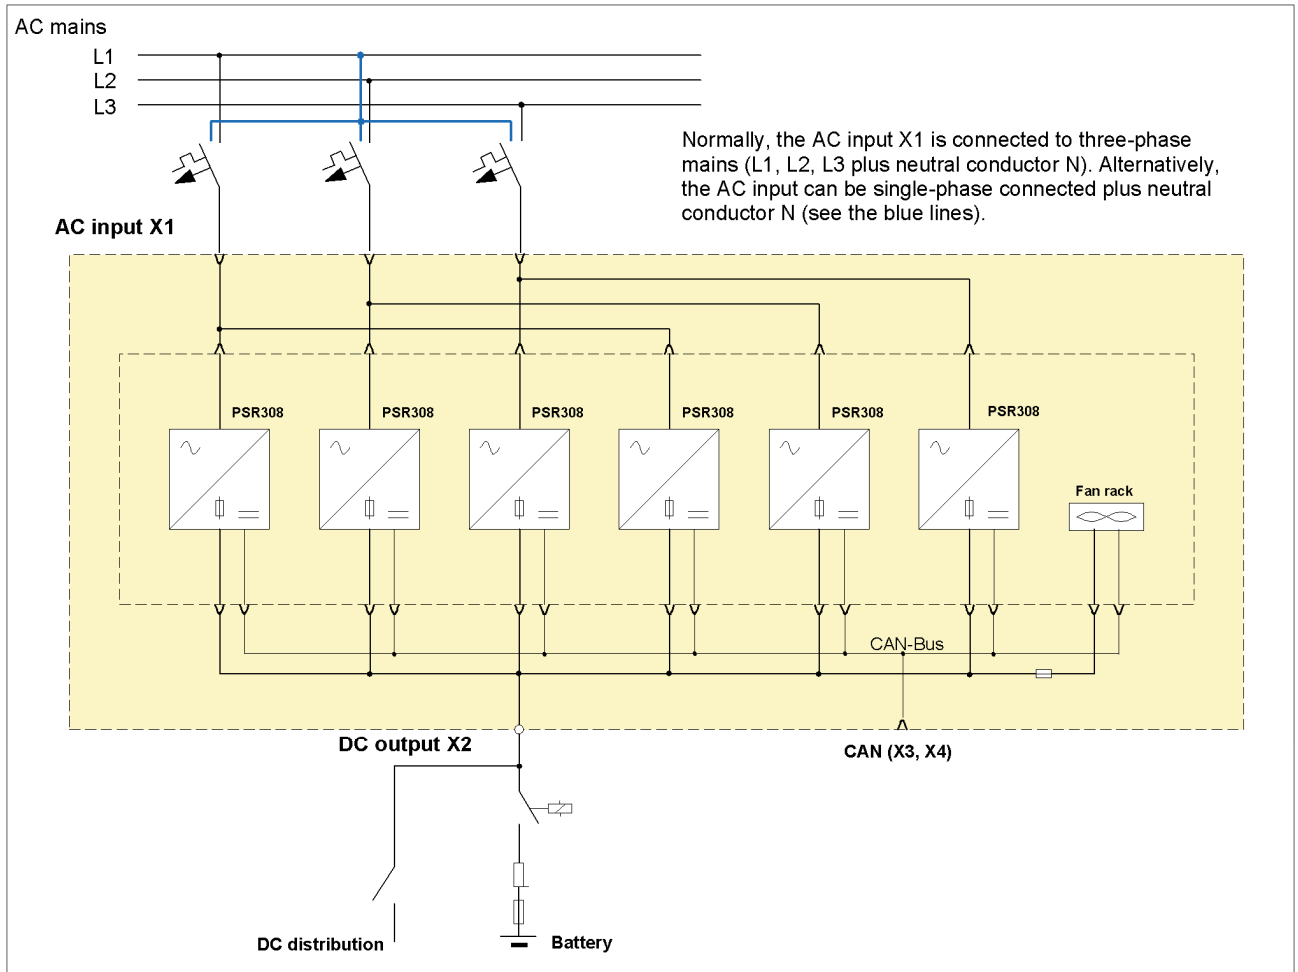 AC mains
L1
L2
L3
Normally, the AC input X1 is connected to three-phase
mains (L1, L2, L3 plus neutral conductor N). Alternatively,
the AC input can be single-phase connected plus neutral
conductor N (see the blue lines).
AC input X1
PSR308
PSR308
PSR308
PSR308
PSR308
PSR308
Fan rack
CAN-Bus
DC output X2
CAN (X3, X4)
DC distribution
Battery